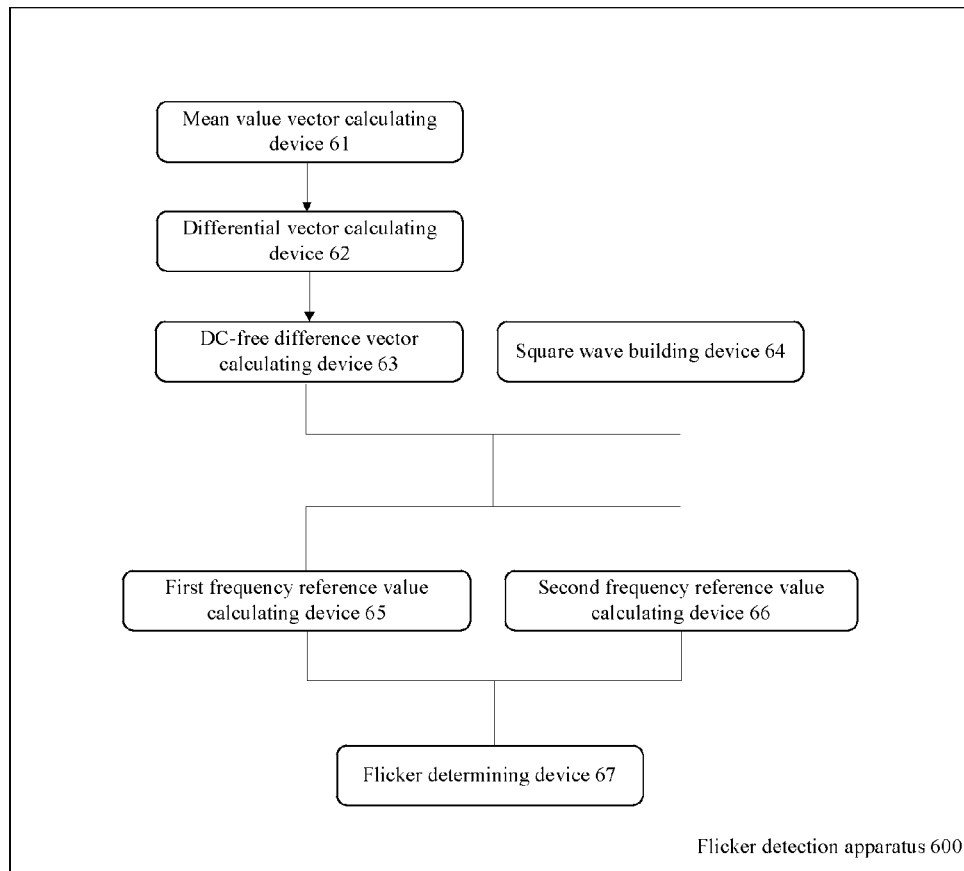 Mean value vector calculating
device 61
Differential vector calculating
device 62
DC-free difference vector
calculating device 63
Square wave building device 64
First frequency reference value
calculating device 65
Second frequency reference value
calculating device 66
Flicker determining device 67
Flicker detection apparatus 600